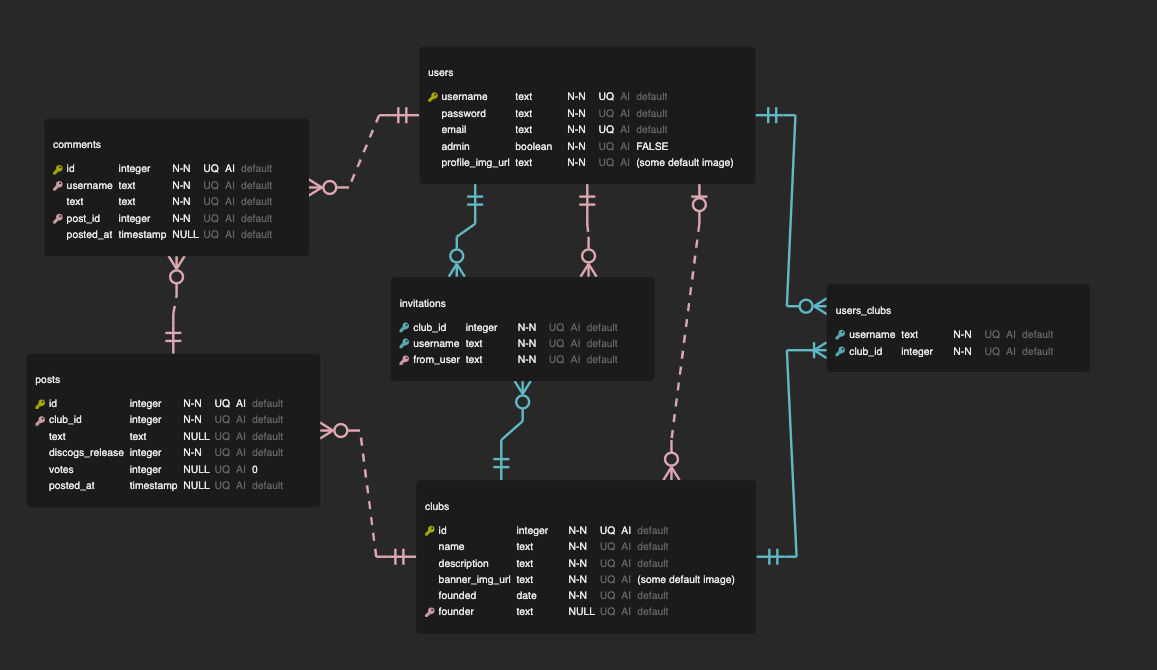 users
username text N-N UQ AI default
password text N-N UQ AI default
email text N-N UQ AI default
admin boolean N-N UQ AI FALSE
profile_img_url text N-N UQ AI (some default image)
comments
id integer N-N UQ AI default
username text N-N UQ AI default
text text N-N UQ AI default
post_id integer N-N UQ AI default
posted_at timestamp NULL UQ AI default
invitations
club_id integer N-N UQ AI default
username text N-N UQ AI default
from_user text N-N UQ AI default
users_clubs
username text N-N UQ AI default
club_id integer N-N UQ AI default
posts
id integer N-N UQ AI default
club_id integer N-N UQ AI default
text text NULL UQ AI default
discogs_release integer N-N UQ AI default
votes integer NULL UQ AI 0
posted_at timestamp NULL UQ AI default
clubs
id integer N-N UQ AI default
name text N-N UQ AI default
description text N-N UQ AI default
banner_img_url text N-N UQ AI (some default image)
founded date N-N UQ AI default
founder text NULL UQ AI default